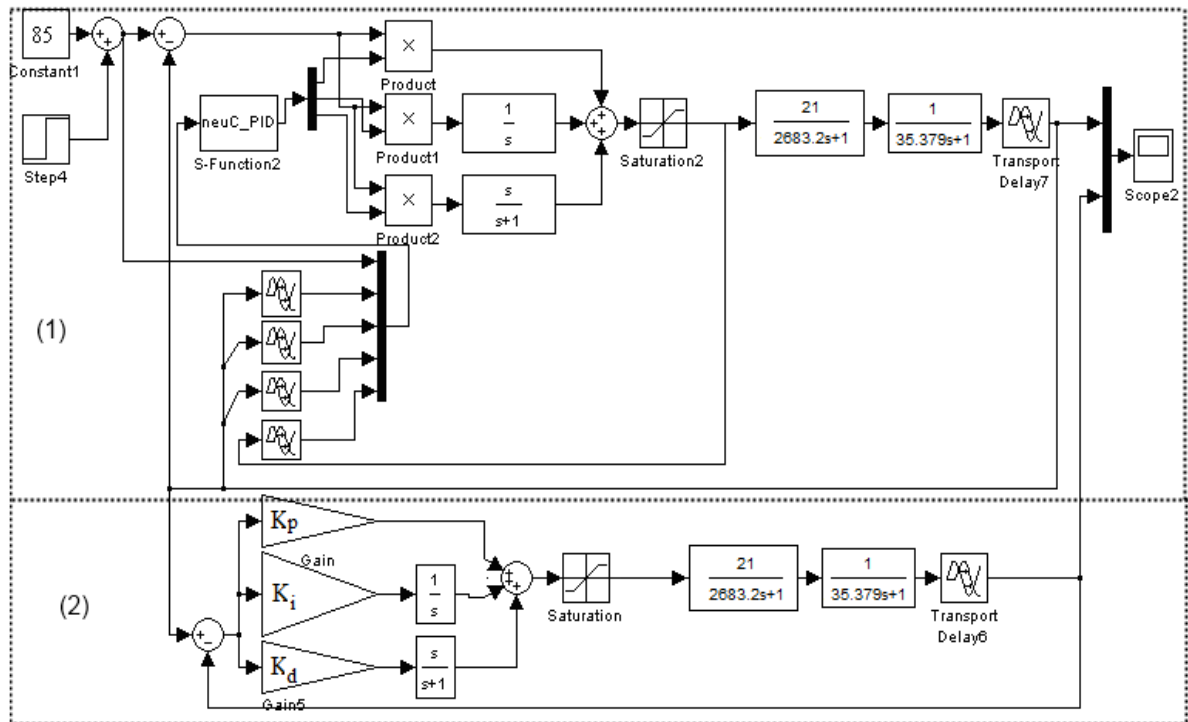 85
Constant1
Step4
neuC_PID
S-Function2
×
Product
×
Product1
×
Product2
1
s
s
s+1
Saturation2
21
2683.2s+1
1
35.379s+1
Transport
Delay7
Scope2
(1)
(2)
Kp
Gain
Ki
Kd
Gain5
1
s
s
s+1
Saturation
21
2683.2s+1
1
35.379s+1
Transport
Delay6